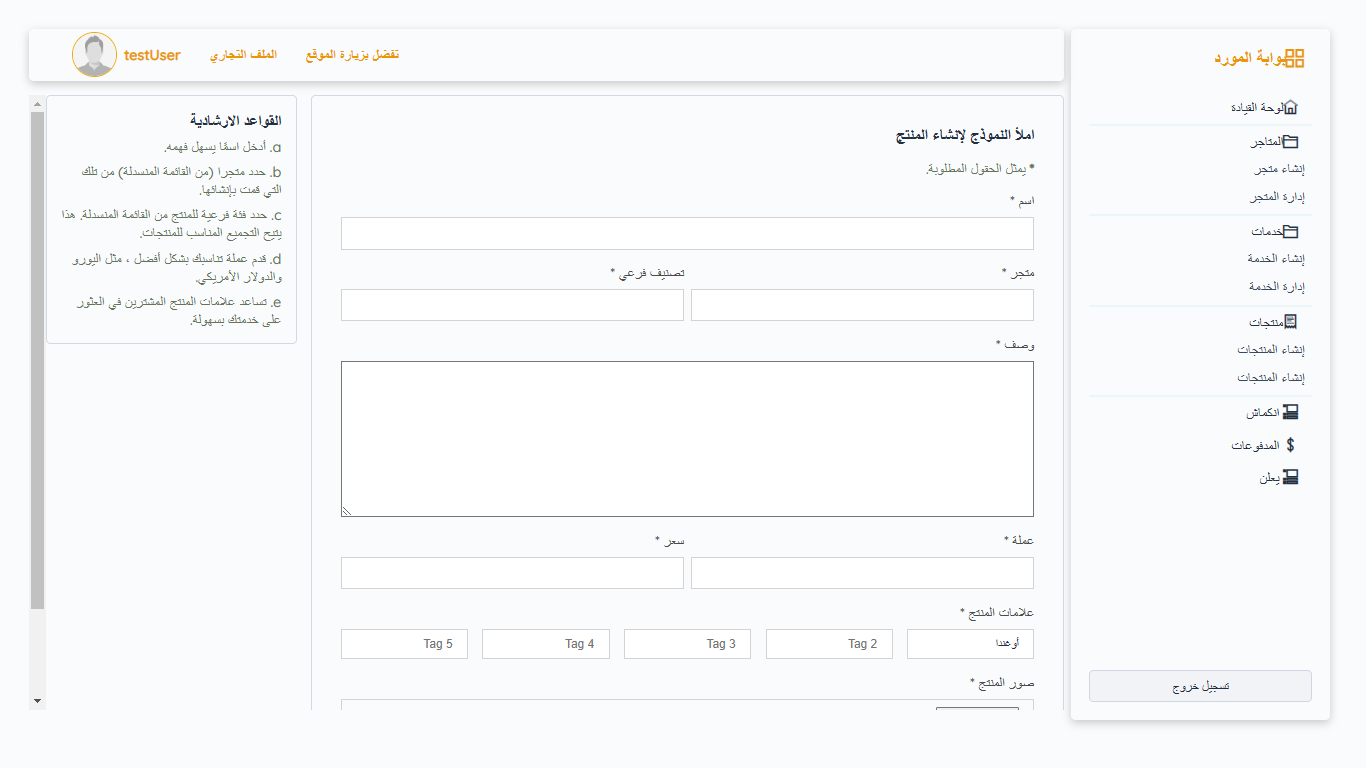 بوابة المورد
لوحة القيادة
المتاجر
إنشاء متجر
إدارة المتجر
خدمات
إنشاء الخدمة
إدارة الخدمة
منتجات
إنشاء المنتجات
إنشاء المنتجات
انكماش
المدفوعات
يعلن
تسجيل خروج
تفضل بزيارة الموقع
الملف التجاري
testUser
املأ النموذج لإنشاء المنتج
* يمثل الحقول المطلوبة.
اسم *
متجر *
تصنيف فرعي *
وصف *
عملة *
سعر *
علامات المنتج *
أوغندا
Tag 2
Tag 3
Tag 4
Tag 5
صور المنتج *
القواعد الارشادية
a. أدخل اسمًا يسهل فهمه.
b. حدد متجرا (من القائمة المنسدلة) من تلك
التي قمت بإنشائها.
c. حدد فئة فرعية للمنتج من القائمة المنسدلة. هذا
يتيح التجميع المناسب للمنتجات.
d. قدم عملة تناسبك بشكل أفضل ، مثل اليورو
والدولار الأمريكي.
e. تساعد علامات المنتج المشترين في العثور
على خدمتك بسهولة.